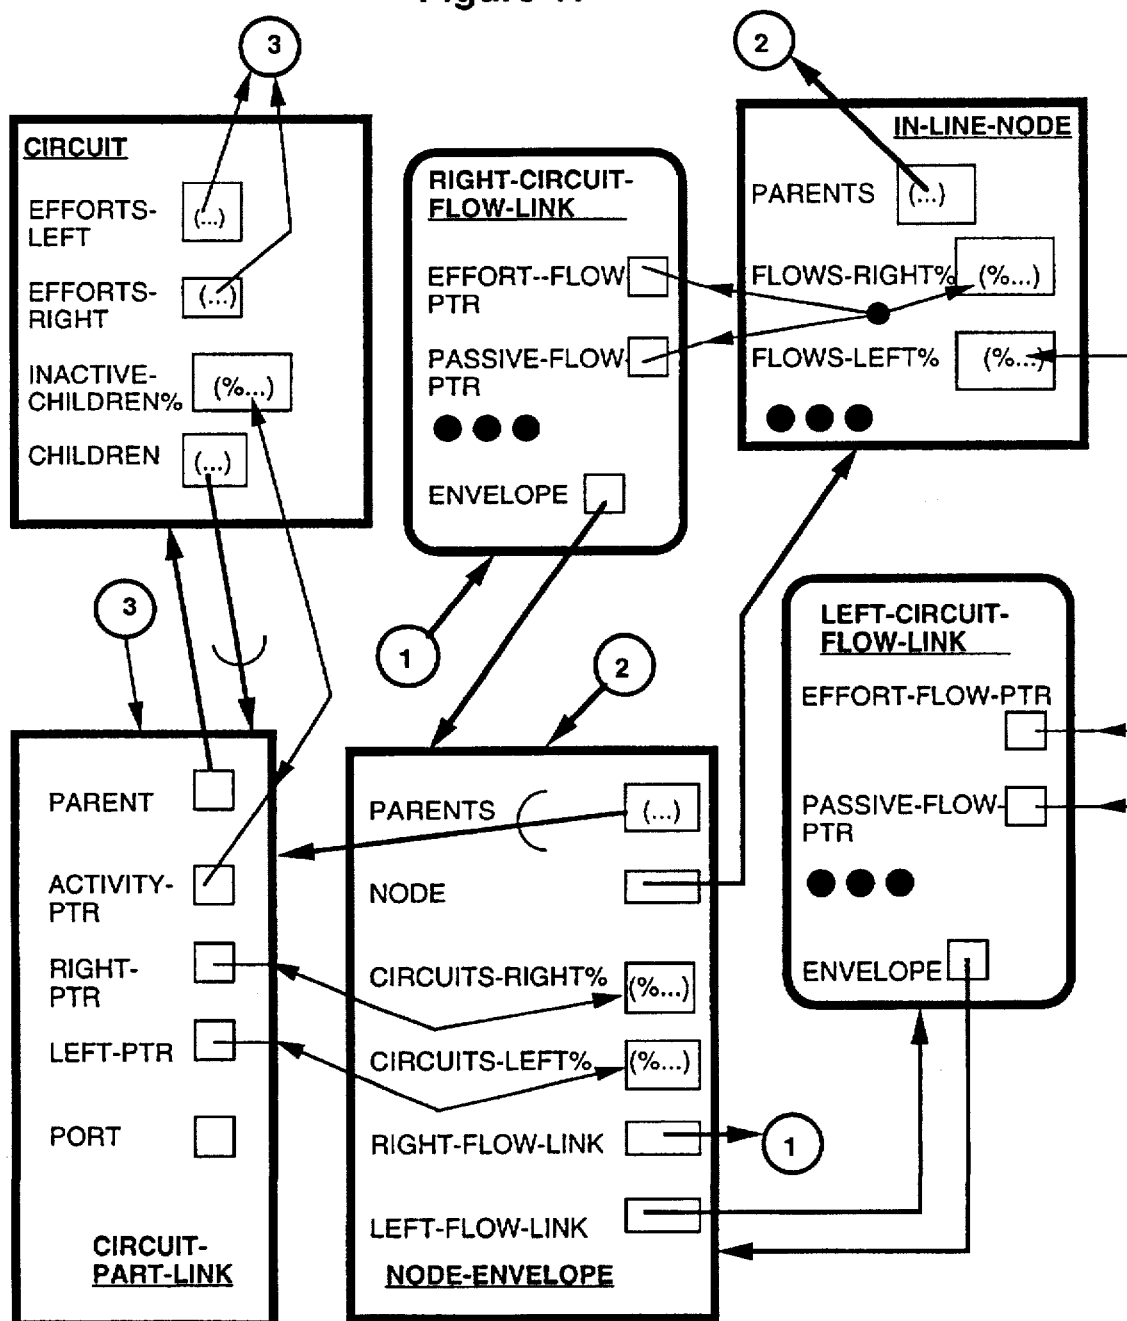 3
2
CIRCUIT
EFFORTS-
LEFT
(...)
EFFORTS-
RIGHT
(...)
INACTIVE-
CHILDREN%
(%...)
CHILDREN
(...)
RIGHT-CIRCUIT-
FLOW-LINK
EFFORT--FLOW
PTR
PASSIVE-FLOW-
PTR
ENVELOPE
IN-LINE-NODE
PARENTS
(...)
FLOWS-RIGHT%
(%...)
FLOWS-LEFT%
(%...)
3
1
2
LEFT-CIRCUIT-
FLOW-LINK
EFFORT-FLOW-PTR
PASSIVE-FLOW-
PTR
ENVELOPE
PARENT
ACTIVITY-
PTR
RIGHT-
PTR
LEFT-PTR
PORT
CIRCUIT-
PART-LINK
PARENTS
(...)
NODE
CIRCUITS-RIGHT%
(%...)
CIRCUITS-LEFT%
(%...)
RIGHT-FLOW-LINK
1
LEFT-FLOW-LINK
NODE-ENVELOPE